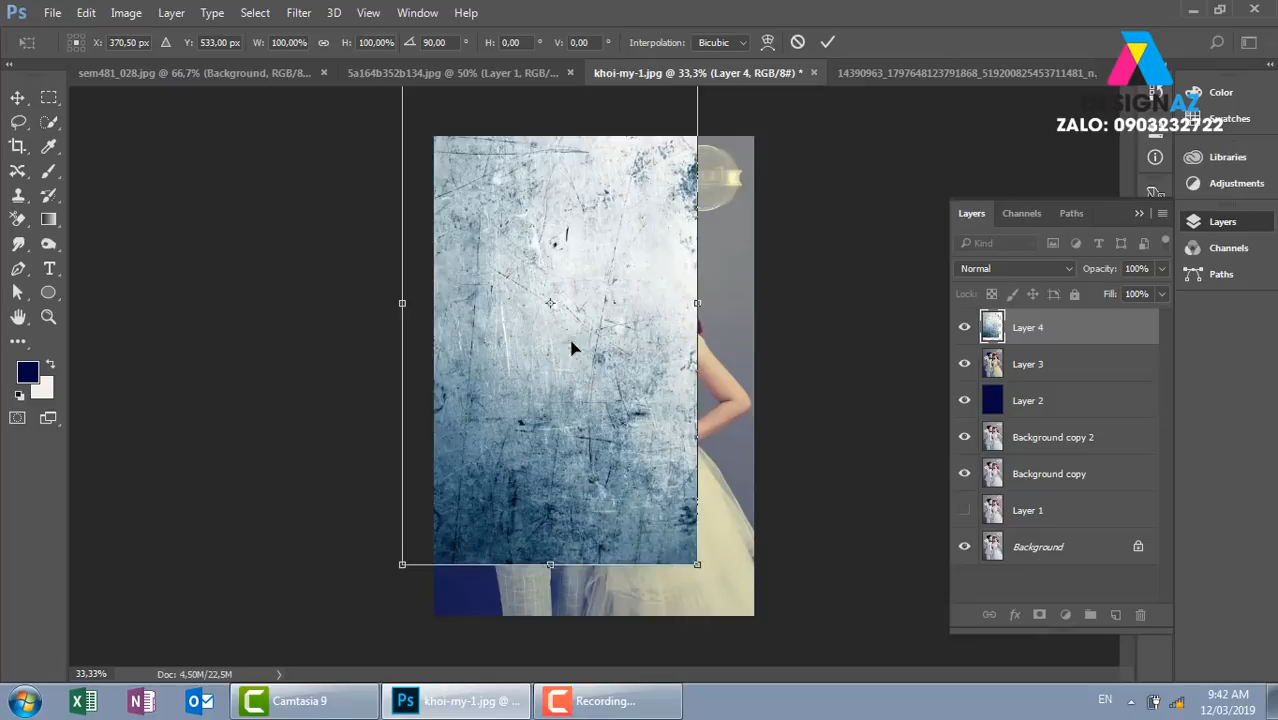 Ps File Edit Image Layer Type Select Filter 3D View Window Help
X: 370,50 px Y: 533,00 px W: 100,00% H: 100,00% 90,00 ° H: 0,00 ° V: 0,00 ° Interpolation: Bicubic
sem481_028.jpg @ 66,7% (Background, RGB/8... × 5a164b352b134.jpg @ 50% (Layer 1, RGB/... × khoi-my-1.jpg @ 33,3% (Layer 4, RGB/8#) * × 14390963_1797648123791868_519200825453711481_n...
DESIGNAZ
ZALO: 0903232722
Color
Swatches
Libraries
Adjustments
Layers
Channels
Paths
Layers Channels Paths
Kind
Normal Opacity: 100%
Lock: Fill: 100%
Layer 4
Layer 3
Layer 2
Background copy 2
Background copy
Layer 1
Background
33,33% Doc: 4,50M/22,5M
Camtasia 9
Ps khoi-my-1.jpg @ ...
Recording...
EN
9:42 AM
12/03/2019